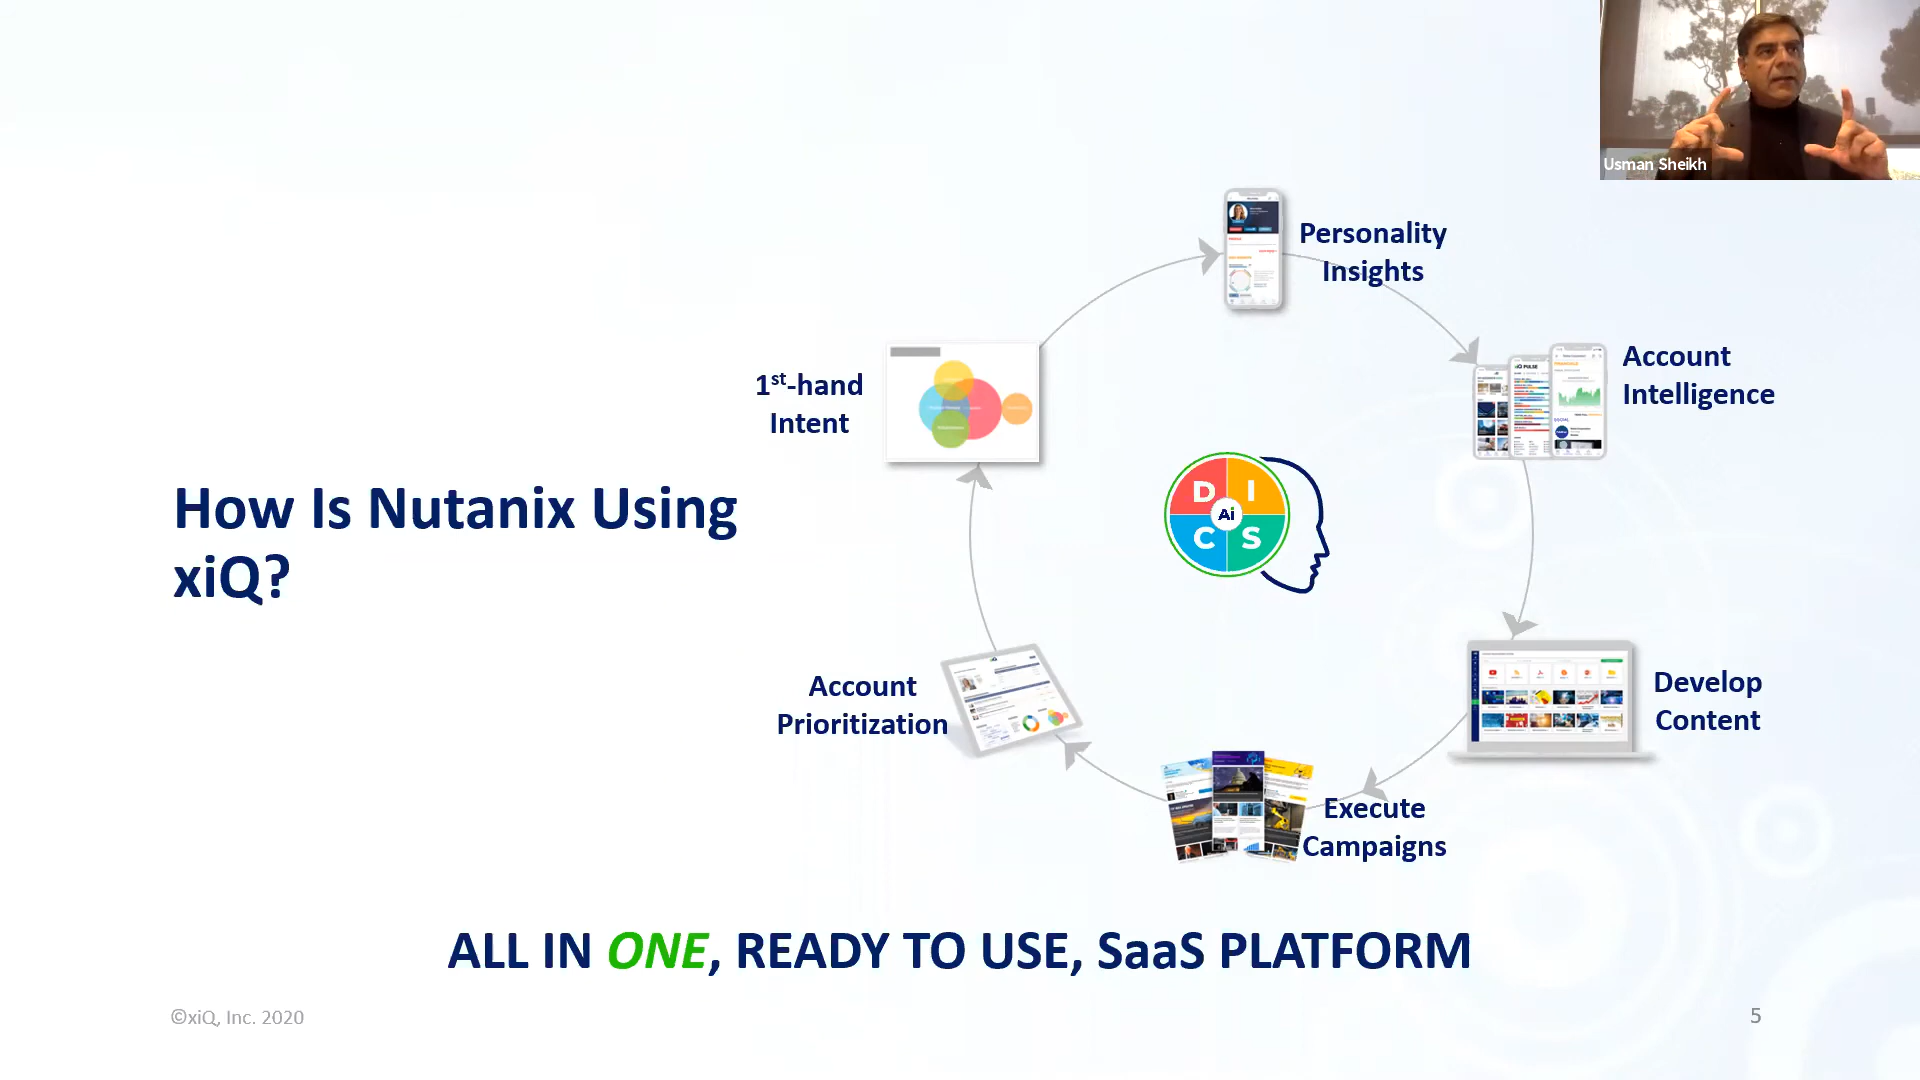 Usman Sheikh
Personality
Insights
Account
Intelligence
1st-hand
Intent
D I
Ai
C S
How Is Nutanix Using
xiQ?
Account
Prioritization
Develop
Content
Execute
Campaigns
ALL IN ONE, READY TO USE, SaaS PLATFORM
©xiQ, Inc. 2020
5